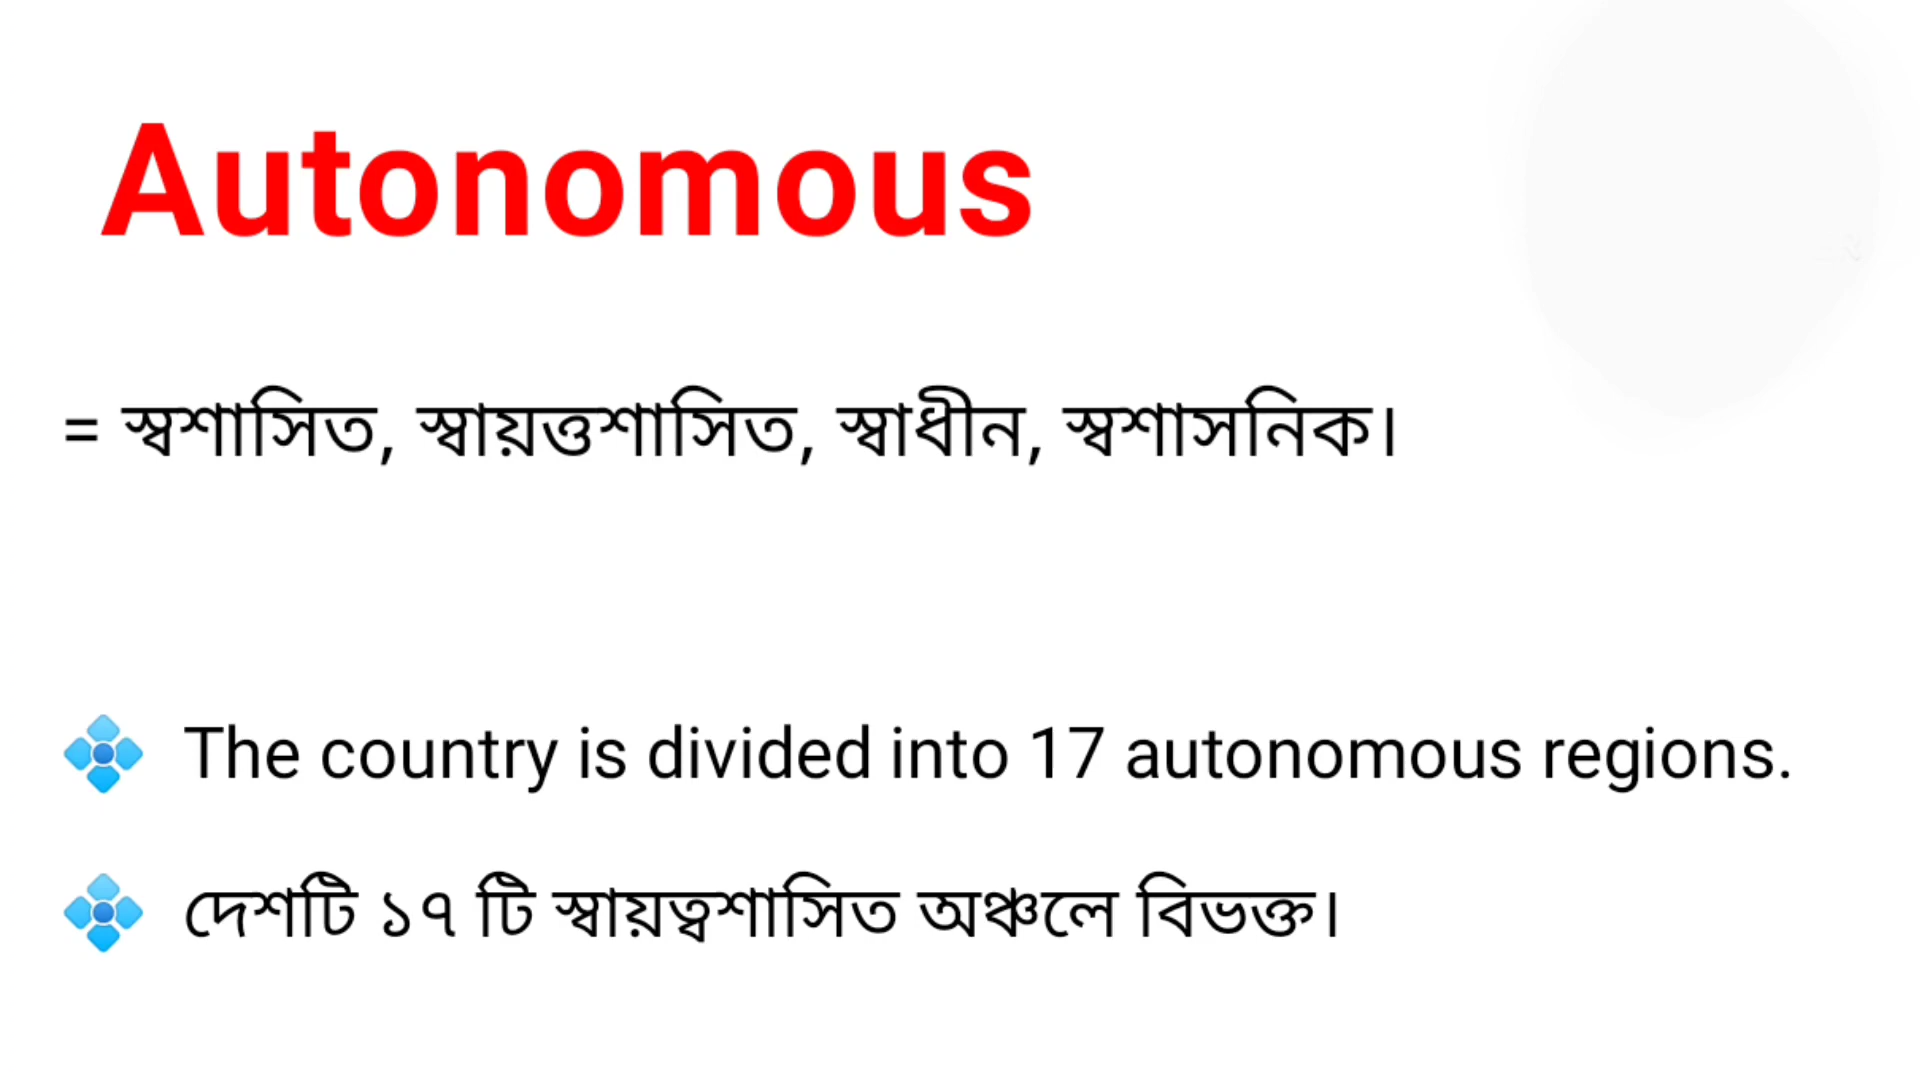 Autonomous
= স্বশাসিত, স্বায়ত্তশাসিত, স্বাধীন, স্বশাসনিক।
The country is divided into 17 autonomous regions.
দেশটি ১৭ টি স্বায়ত্বশাসিত অঞ্চলে বিভক্ত।